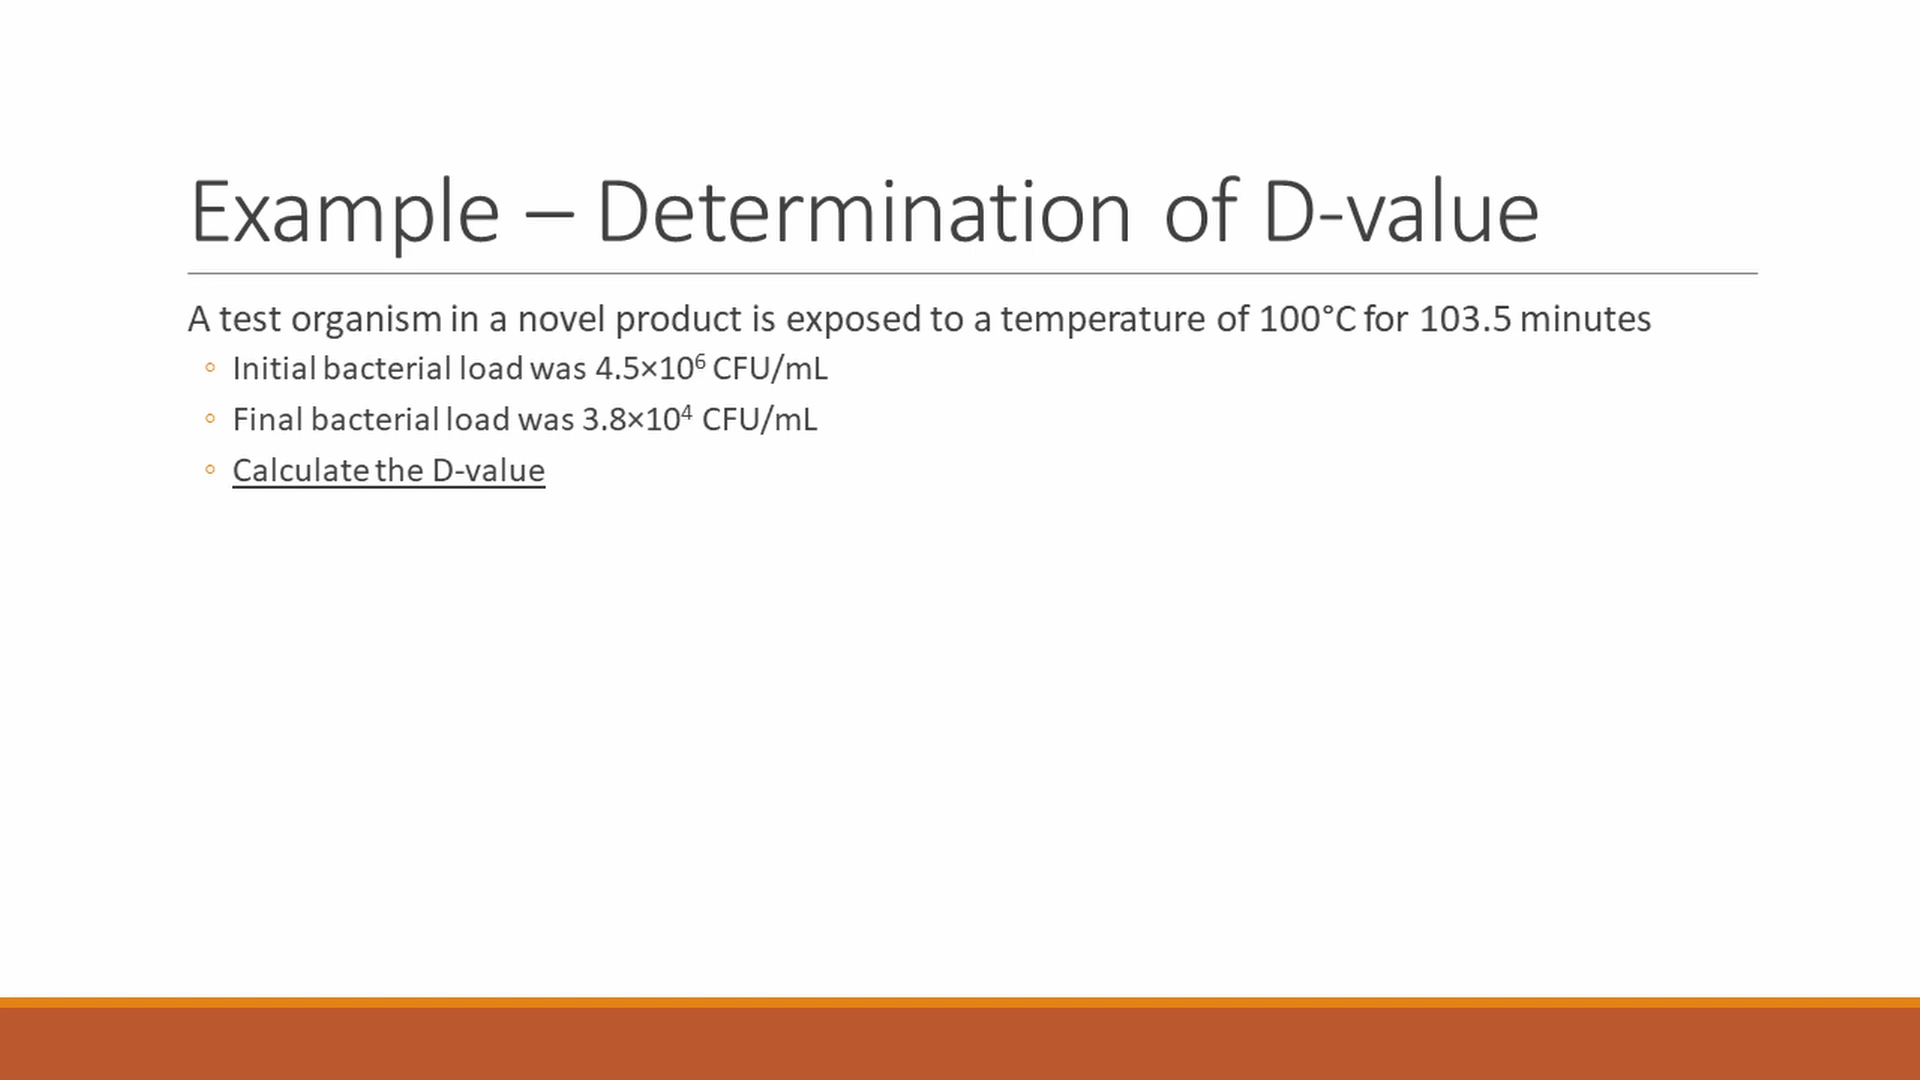 Example – Determination of D-value
A test organism in a novel product is exposed to a temperature of 100°C for 103.5 minutes
◦ Initial bacterial load was 4.5×10⁶ CFU/mL
◦ Final bacterial load was 3.8×10⁴ CFU/mL
◦ Calculate the D-value